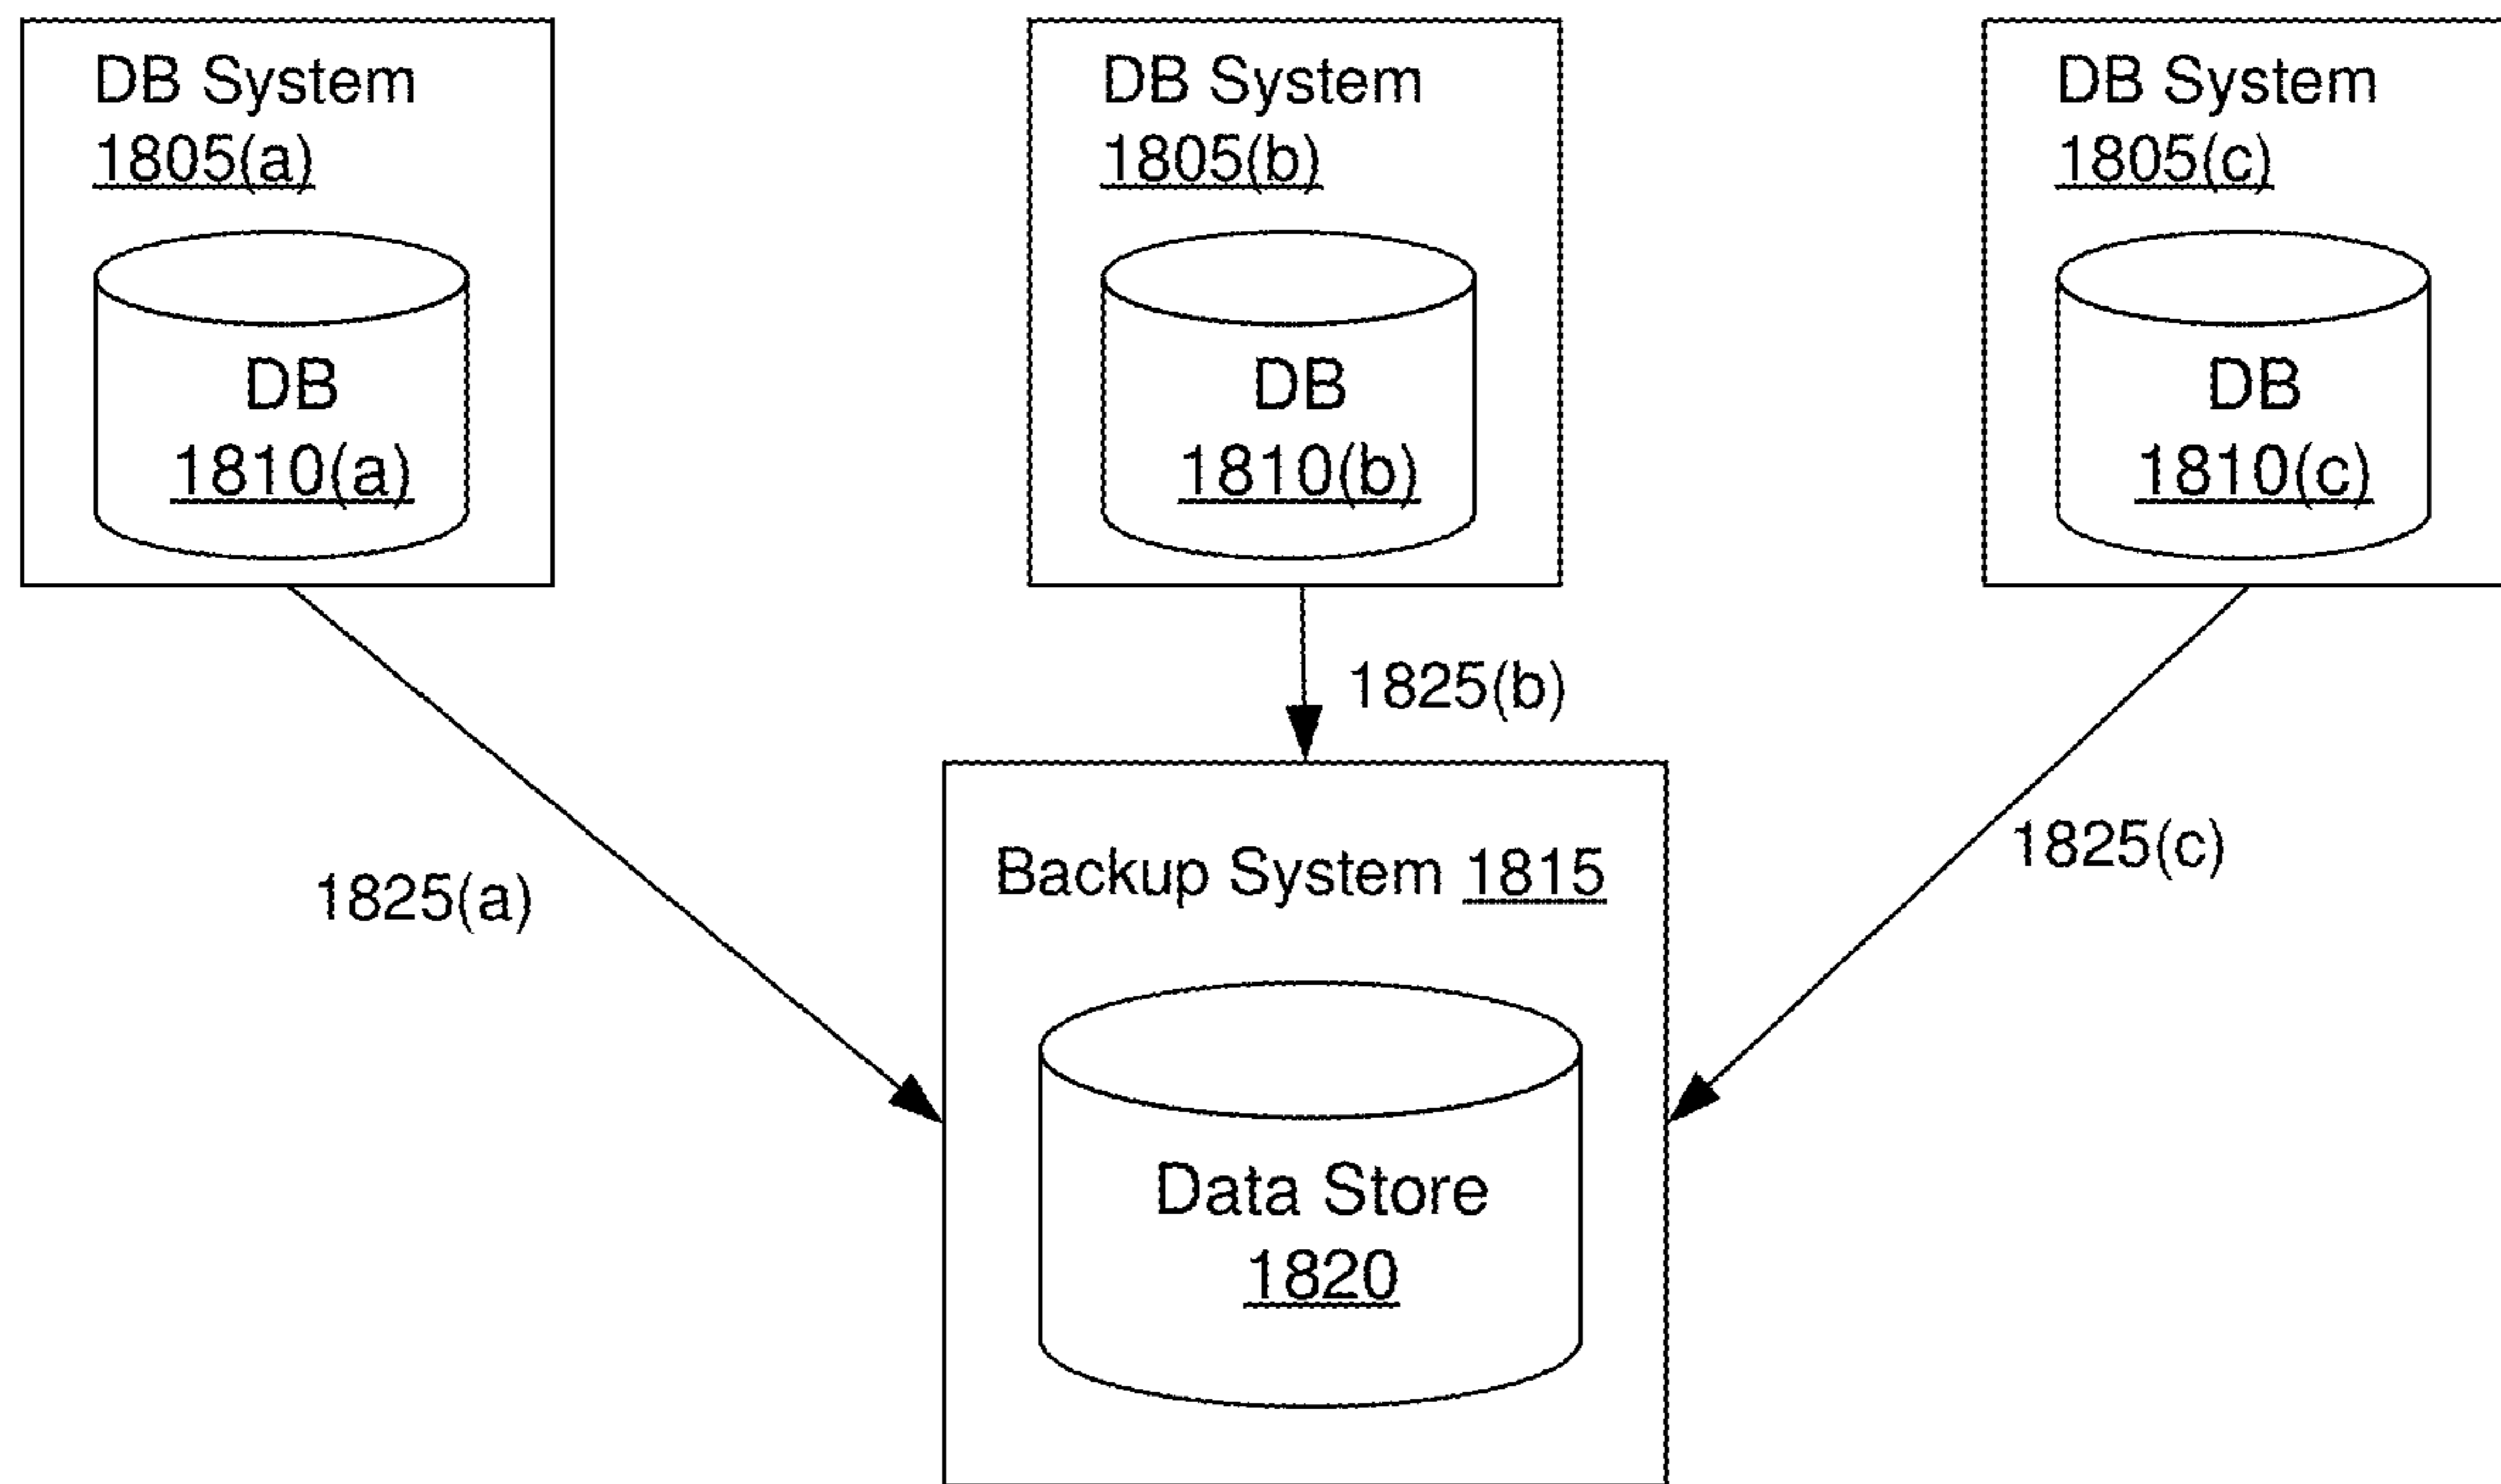 DB System
1805(a)
DB
1810(a)
DB System
1805(b)
DB
1810(b)
DB System
1805(c)
DB
1810(c)
1825(a)
1825(b)
1825(c)
Backup System 1815
Data Store
1820